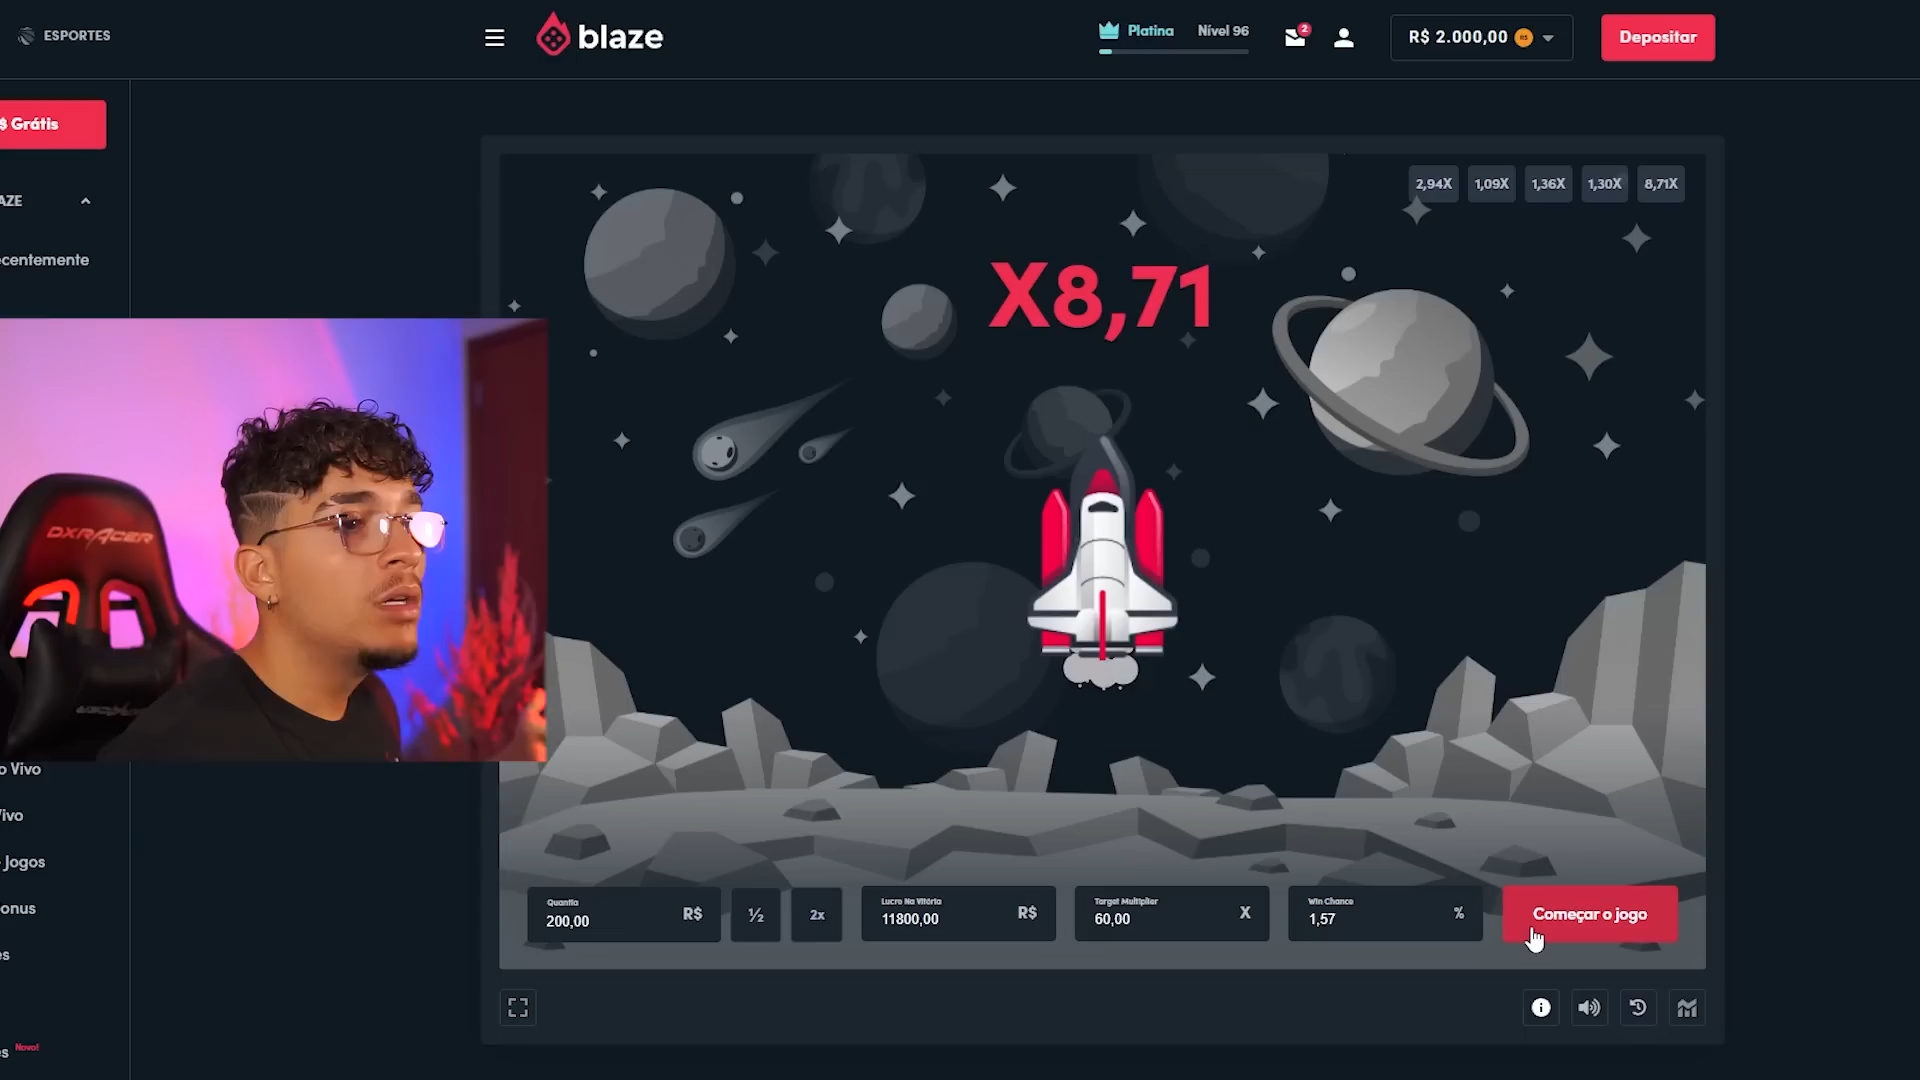 ESPORTES
blaze
Platina
Nível 96
2
R$ 2.000,00
R$
Depositar
$ Grátis
AZE
ecentemente
2,94X
1,09X
1,36X
1,30X
8,71X
X8,71
DXRACER
o Vivo
Vivo
Jogos
onus
s
s Novo!
Quantia
200,00
R$
½
2x
Lucro Na Vitória
11800,00
R$
Target Multiplier
60,00
X
Win Chance
1,57
%
Começar o jogo